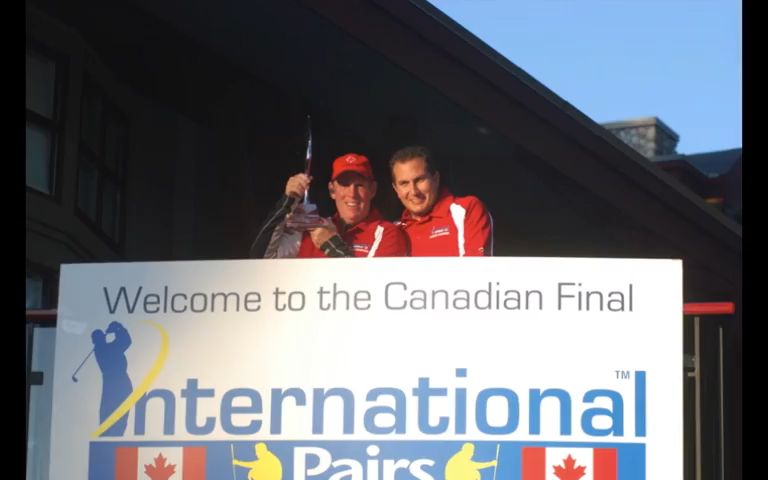 Welcome to the Canadian Final
International™
Pairs